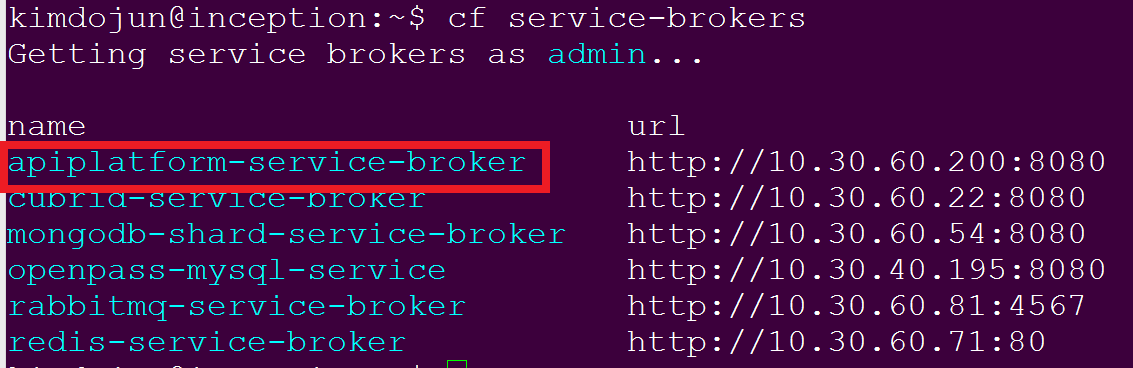 kimdojun@inception:~$ cf service-brokers
Getting service brokers as admin...
name url
apiplatform-service-broker http://10.30.60.200:8080
cubrid-service-broker http://10.30.60.22:8080
mongodb-shard-service-broker http://10.30.60.54:8080
openpass-mysql-service http://10.30.40.195:8080
rabbitmq-service-broker http://10.30.60.81:4567
redis-service-broker http://10.30.60.71:80